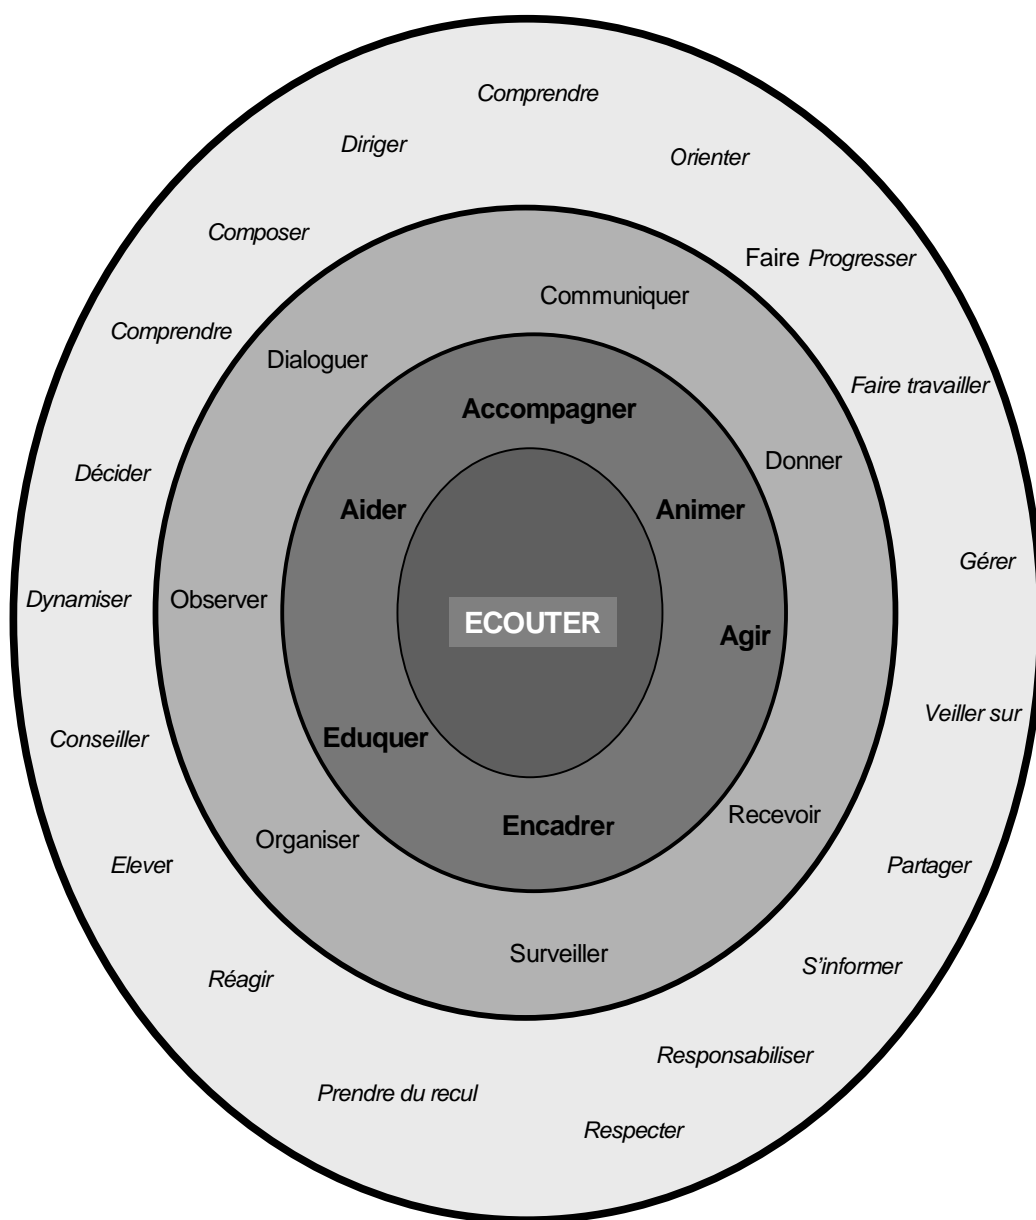 Comprendre
Diriger
Orienter
Composer
Faire Progresser
Communiquer
Comprendre
Dialoguer
Faire travailler
Accompagner
Donner
Décider
Aider
Animer
Gérer
Dynamiser
Observer
ECOUTER
Agir
Veiller sur
Conseiller
Eduquer
Recevoir
Encadrer
Organiser
Elever
Partager
Surveiller
S'informer
Réagir
Responsabiliser
Prendre du recul
Respecter